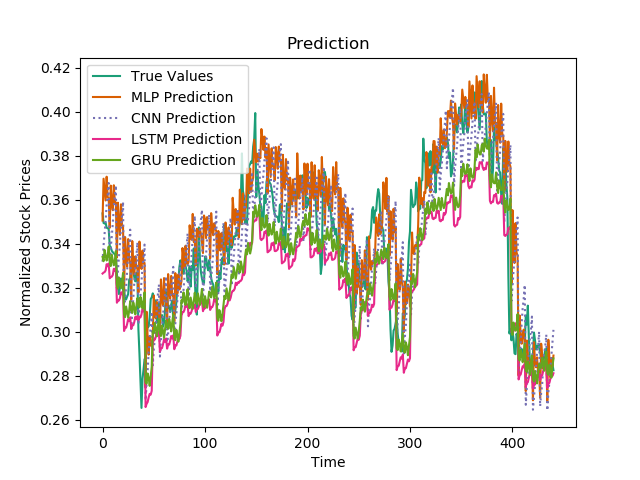 Prediction
0.42
0.40
0.38
0.36
0.34
0.32
0.30
0.28
0.26
Normalized Stock Prices
True Values
MLP Prediction
CNN Prediction
LSTM Prediction
GRU Prediction
0 100 200 300 400
Time